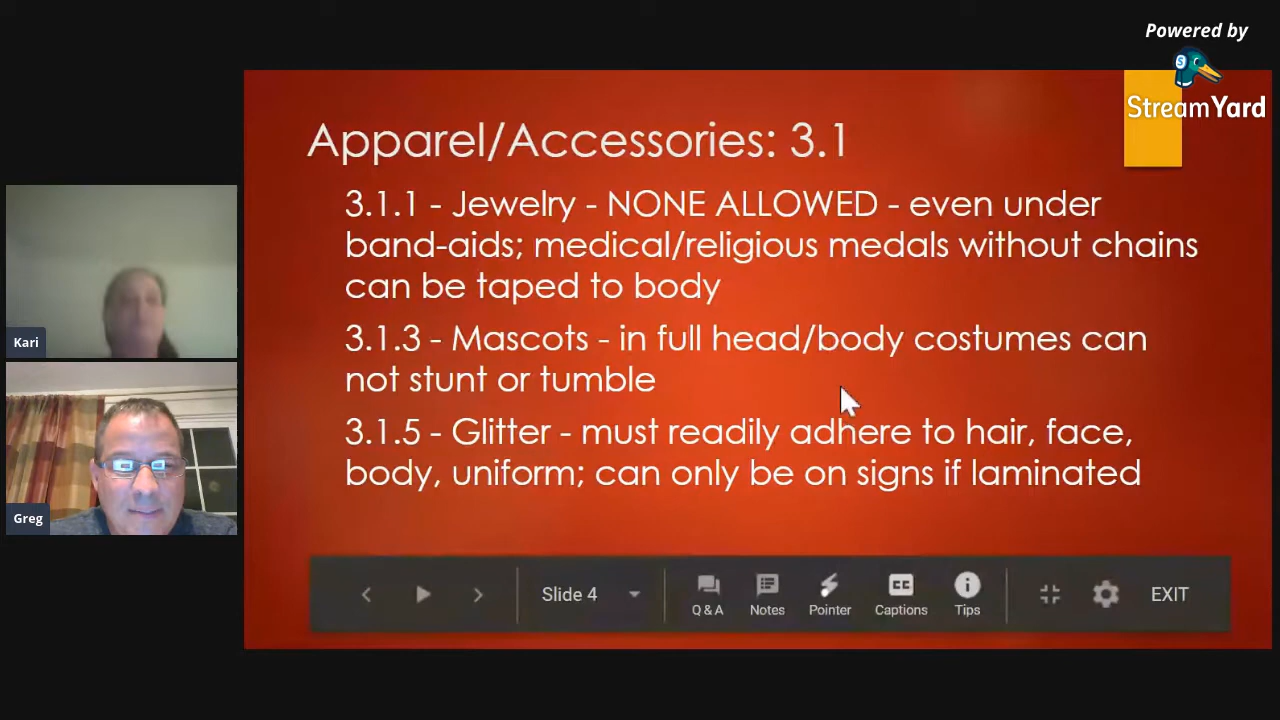 Powered by
StreamYard
Apparel/Accessories: 3.1
3.1.1 - Jewelry - NONE ALLOWED - even under
band-aids; medical/religious medals without chains
can be taped to body
3.1.3 - Mascots - in full head/body costumes can
not stunt or tumble
3.1.5 - Glitter - must readily adhere to hair, face,
body, uniform; can only be on signs if laminated
Kari
Greg
Slide 4
Q & A
Notes
Pointer
CC
Captions
Tips
EXIT